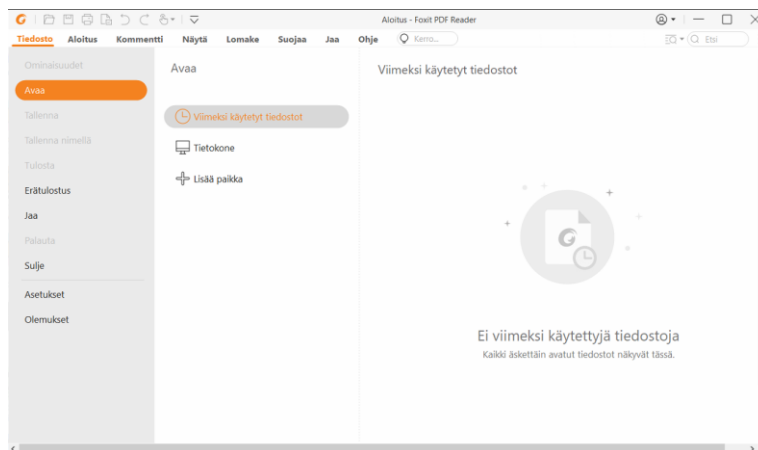 Aloitus - Foxit PDF Reader
Tiedosto Aloitus Kommentti Näytä Lomake Suojaa Jaa Ohje Kerro... Etsi
Ominaisuudet
Avaa
Tallenna
Tallenna nimellä
Tulosta
Erätulostus
Jaa
Palauta
Sulje
Asetukset
Olemukset
Avaa
Viimeksi käytetyt tiedostot
Tietokone
Lisää paikka
Viimeksi käytetyt tiedostot
Ei viimeksi käytettyjä tiedostoja
Kaikki äskettäin avatut tiedostot näkyvät tässä.